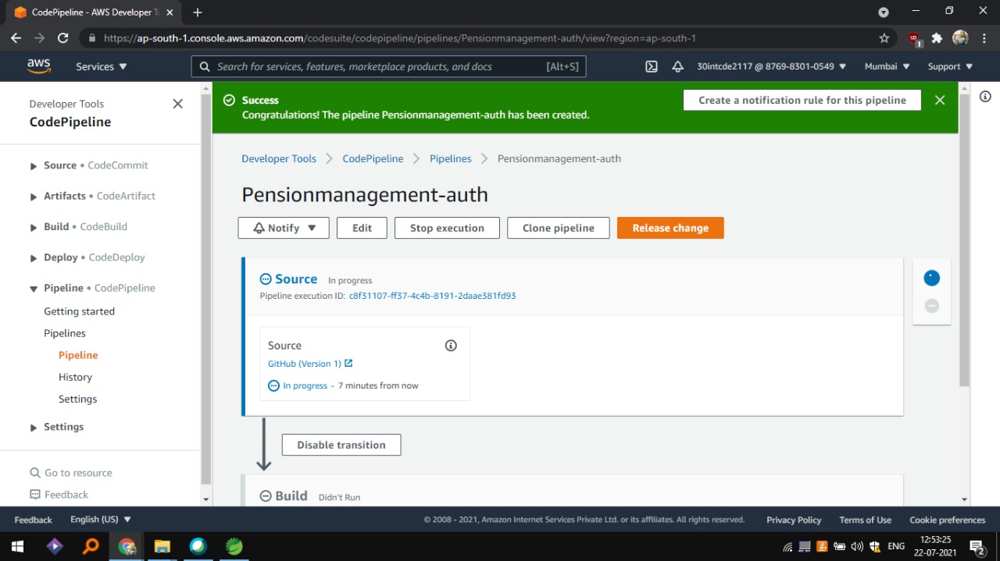 CodePipeline - AWS Developer To
https://ap-south-1.console.aws.amazon.com/codesuite/codepipeline/pipelines/Pensionmanagement-auth/view?region=ap-south-1
UD 1
aws Services ▼ Search for services, features, marketplace products, and docs [Alt+S] 30intcde2117 @ 8769-8301-0549 ▼ Mumbai ▼ Support ▼
Developer Tools
CodePipeline
Source • CodeCommit
Artifacts • CodeArtifact
Build • CodeBuild
Deploy • CodeDeploy
Pipeline • CodePipeline
Getting started
Pipelines
Pipeline
History
Settings
Settings
Go to resource
Feedback
Success
Congratulations! The pipeline Pensionmanagement-auth has been created.
Create a notification rule for this pipeline
Developer Tools > CodePipeline > Pipelines > Pensionmanagement-auth
Pensionmanagement-auth
Notify ▼ Edit Stop execution Clone pipeline Release change
Source In progress
Pipeline execution ID: c8f31107-ff37-4c4b-8191-2daae381fd93
Source
GitHub (Version 1)
In progress - 7 minutes from now
Disable transition
Build Didn't Run
Feedback English (US) ▼ © 2008 - 2021, Amazon Internet Services Private Ltd. or its affiliates. All rights reserved. Privacy Policy Terms of Use Cookie preferences
ENG
12:53:25
22-07-2021
2